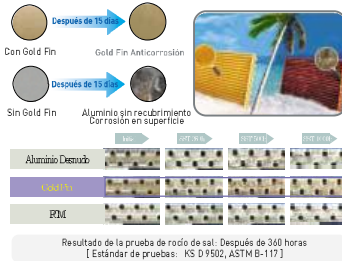 Después de 15 días
Con Gold Fin
Gold Fin Anticorrosión
Después de 15 días
Sin Gold Fin
Aluminio sin recubrimiento
Corrosión en superficie
Aluminio Desnudo
Gold Fin
PCM
Resultado de la prueba de rocío de sal: Después de 360 horas
[ Estándar de pruebas: KS D 9502, ASTM B-117 ]